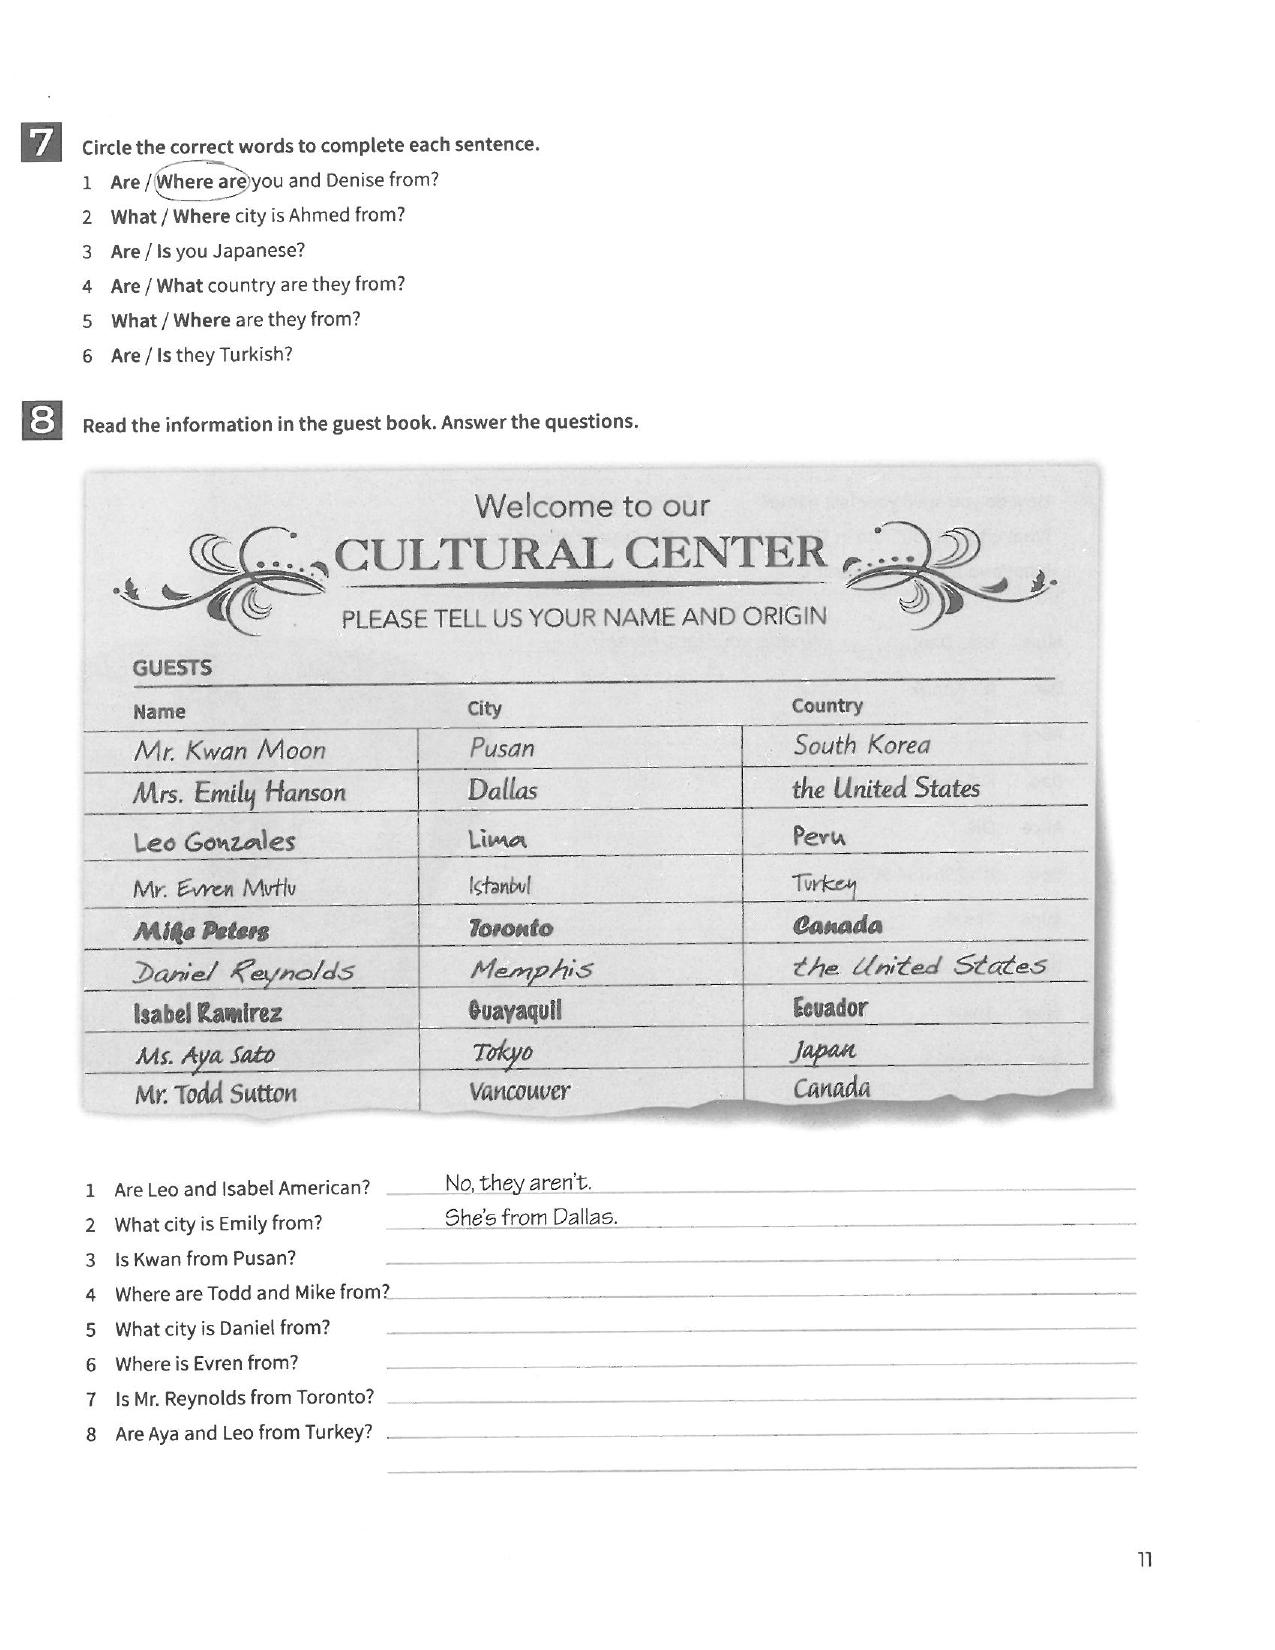 7 Circle the correct words to complete each sentence.
1 Are / Where are you and Denise from?
2 What / Where city is Ahmed from?
3 Are / Is you Japanese?
4 Are / What country are they from?
5 What / Where are they from?
6 Are / Is they Turkish?
8 Read the information in the guest book. Answer the questions.
Welcome to our
CULTURAL CENTER
PLEASE TELL US YOUR NAME AND ORIGIN
GUESTS
Name City Country
Mr. Kwan Moon Pusan South Korea
Mrs. Emily Hanson Dallas the United States
Leo Gonzales Lima Peru
Mr. Evren Mutlu Istanbul Turkey
Mike Peters Toronto Canada
Daniel Reynolds Memphis the United States
Isabel Ramirez Guayaquil Ecuador
Ms. Aya Sato Tokyo Japan
Mr. Todd Sutton Vancouver Canada
1 Are Leo and Isabel American? No, they aren't.
2 What city is Emily from? She's from Dallas.
3 Is Kwan from Pusan?
4 Where are Todd and Mike from?
5 What city is Daniel from?
6 Where is Evren from?
7 Is Mr. Reynolds from Toronto?
8 Are Aya and Leo from Turkey?
11